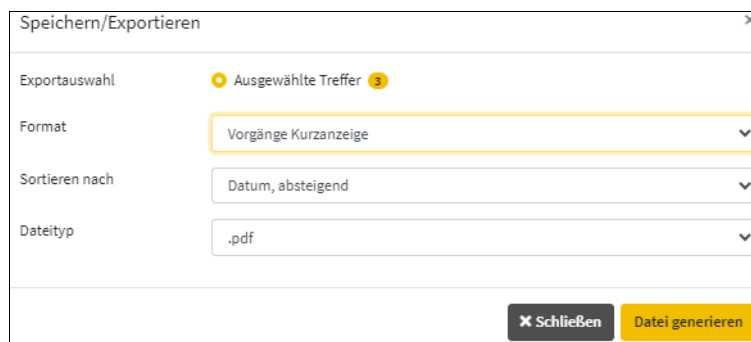 Speichern/Exportieren
Exportauswahl Ausgewählte Treffer 3
Format Vorgänge Kurzanzeige
Sortieren nach Datum, absteigend
Dateityp .pdf
× Schließen Datei generieren